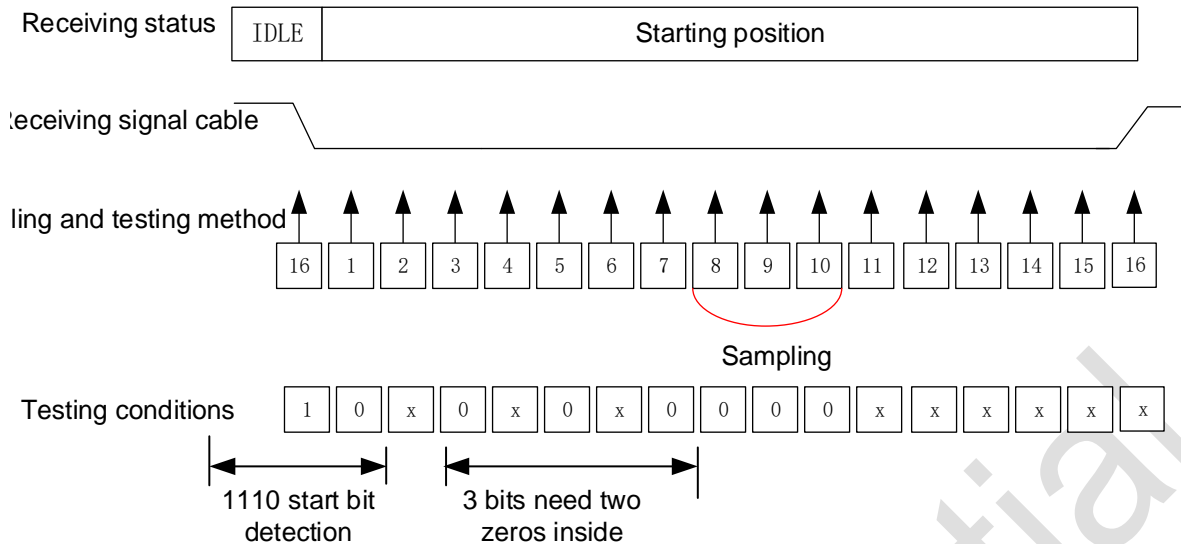 Receiving status IDLE Starting position
eceiving signal cable
ling and testing method
16 1 2 3 4 5 6 7 8 9 10 11 12 13 14 15 16
Sampling
Testing conditions 1 0 x 0 x 0 x 0 0 0 0 x x x x x x
1110 start bit
detection
3 bits need two
zeros inside
tial